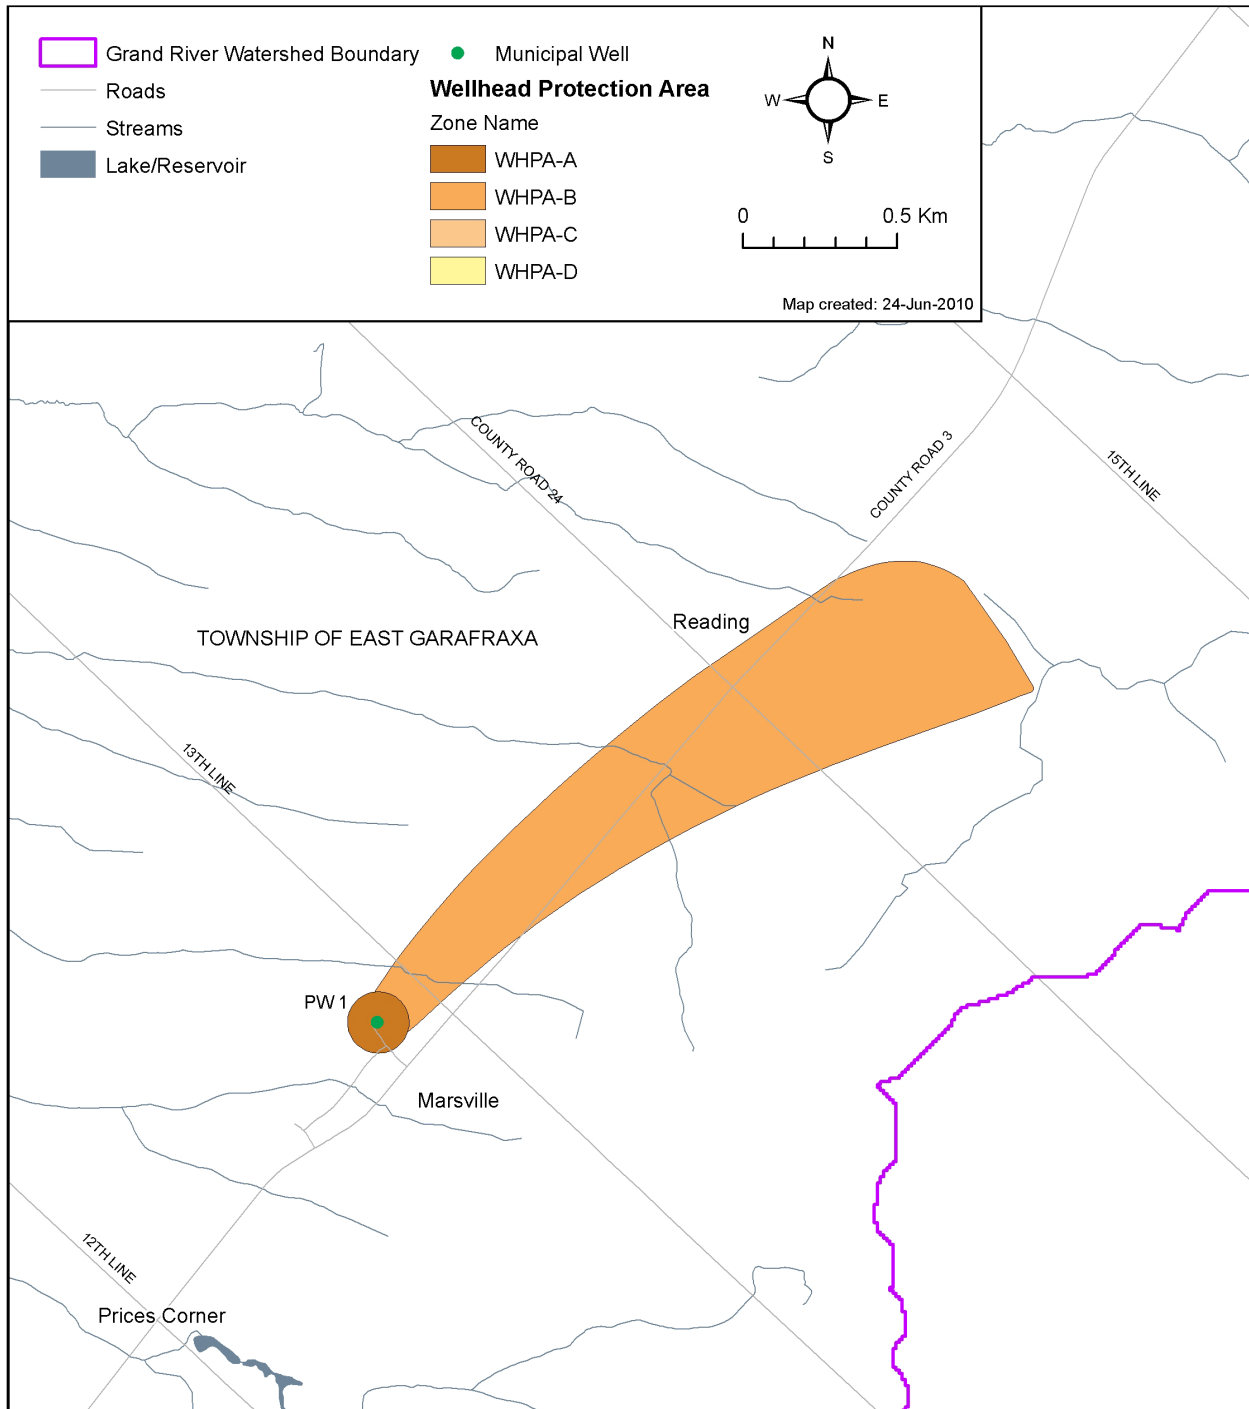 Grand River Watershed Boundary
Roads
Streams
Lake/Reservoir
Municipal Well
Wellhead Protection Area
Zone Name
WHPA-A
WHPA-B
WHPA-C
WHPA-D
N
W
E
S
0
0.5 Km
Map created: 24-Jun-2010
COUNTY ROAD 24
COUNTY ROAD 3
15TH LINE
Reading
TOWNSHIP OF EAST GARAFRAXA
13TH LINE
PW 1
Marsville
12TH LINE
Prices Corner